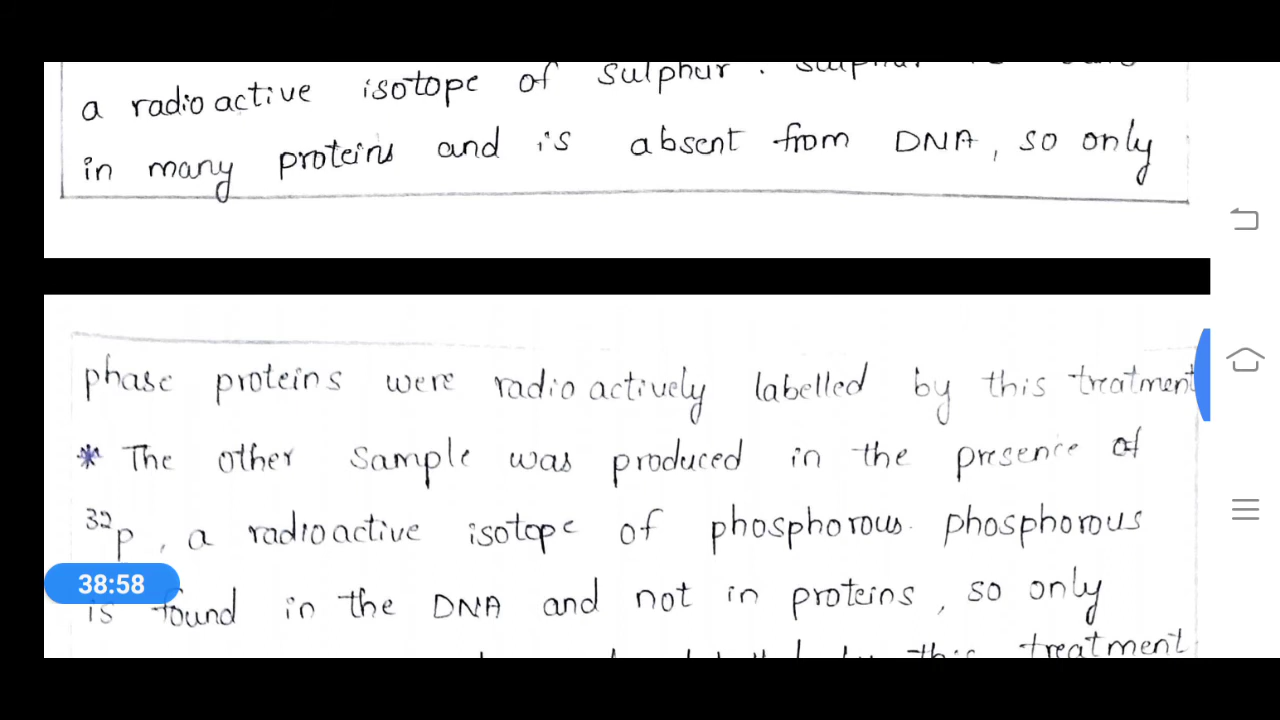 a radioactive isotope of Sulphur.
in many proteins and is absent from DNA, so only
phase proteins were radioactively labelled by this treatment
* The other sample was produced in the presence of
32p, a radioactive isotope of phosphorous. phosphorous
38:58
is found in the DNA and not in proteins, so only
this treatment